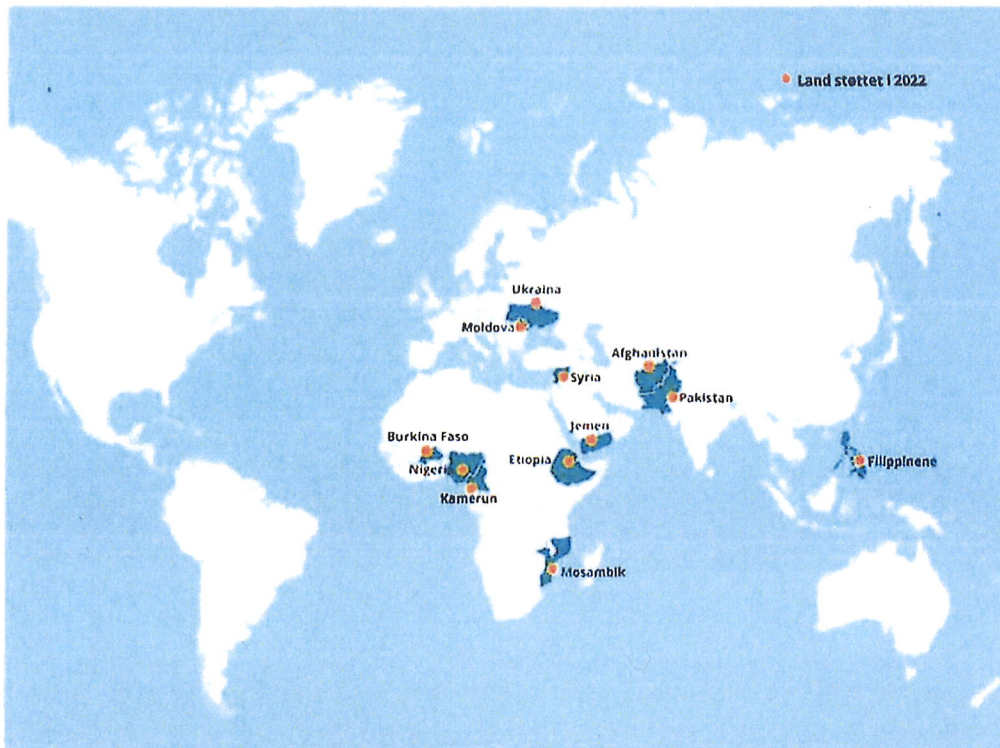 Land støttet i 2022
Ukraina
Moldova
Afghanistan
Syria
Pakistan
Jemen
Burkina Faso
Etiopia
Filippinene
Nigeri
Kamerun
Mosambik